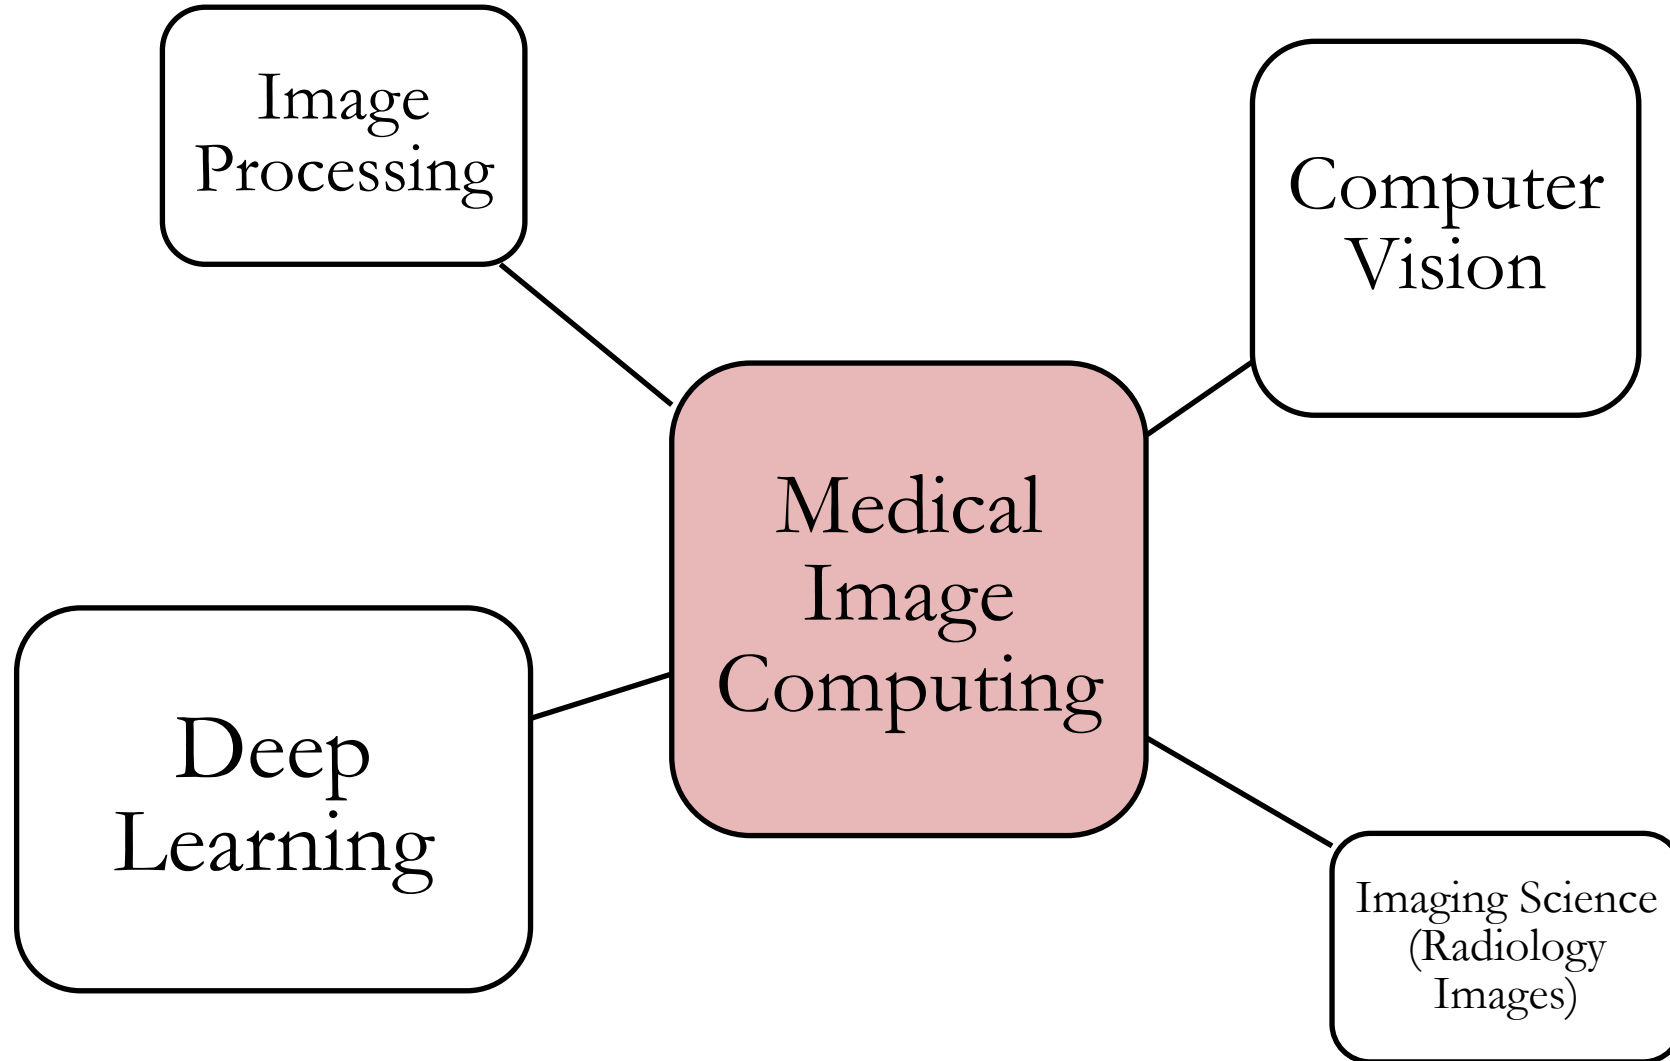 Image
Processing
Computer
Vision
Medical
Image
Computing
Deep
Learning
Imaging Science
(Radiology
Images)